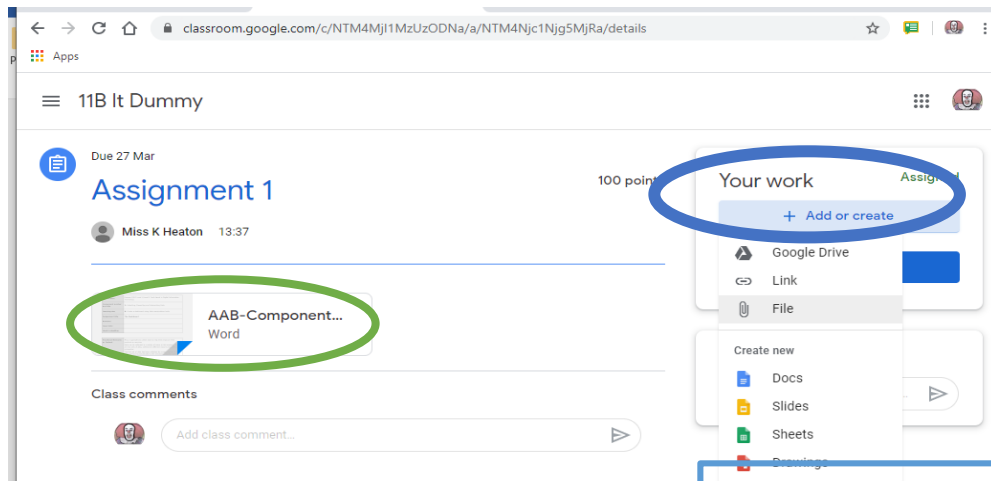 classroom.google.com/c/NTM4MjI1MzUzODNa/a/NTM4Njc1Njg5MjRa/details
Apps
11B It Dummy
Due 27 Mar
Assignment 1
100 point
Miss K Heaton 13:37
AAB-Component...
Word
Class comments
Add class comment...
Your work
+ Add or create
Google Drive
Link
File
Create new
Docs
Slides
Sheets
Drawings